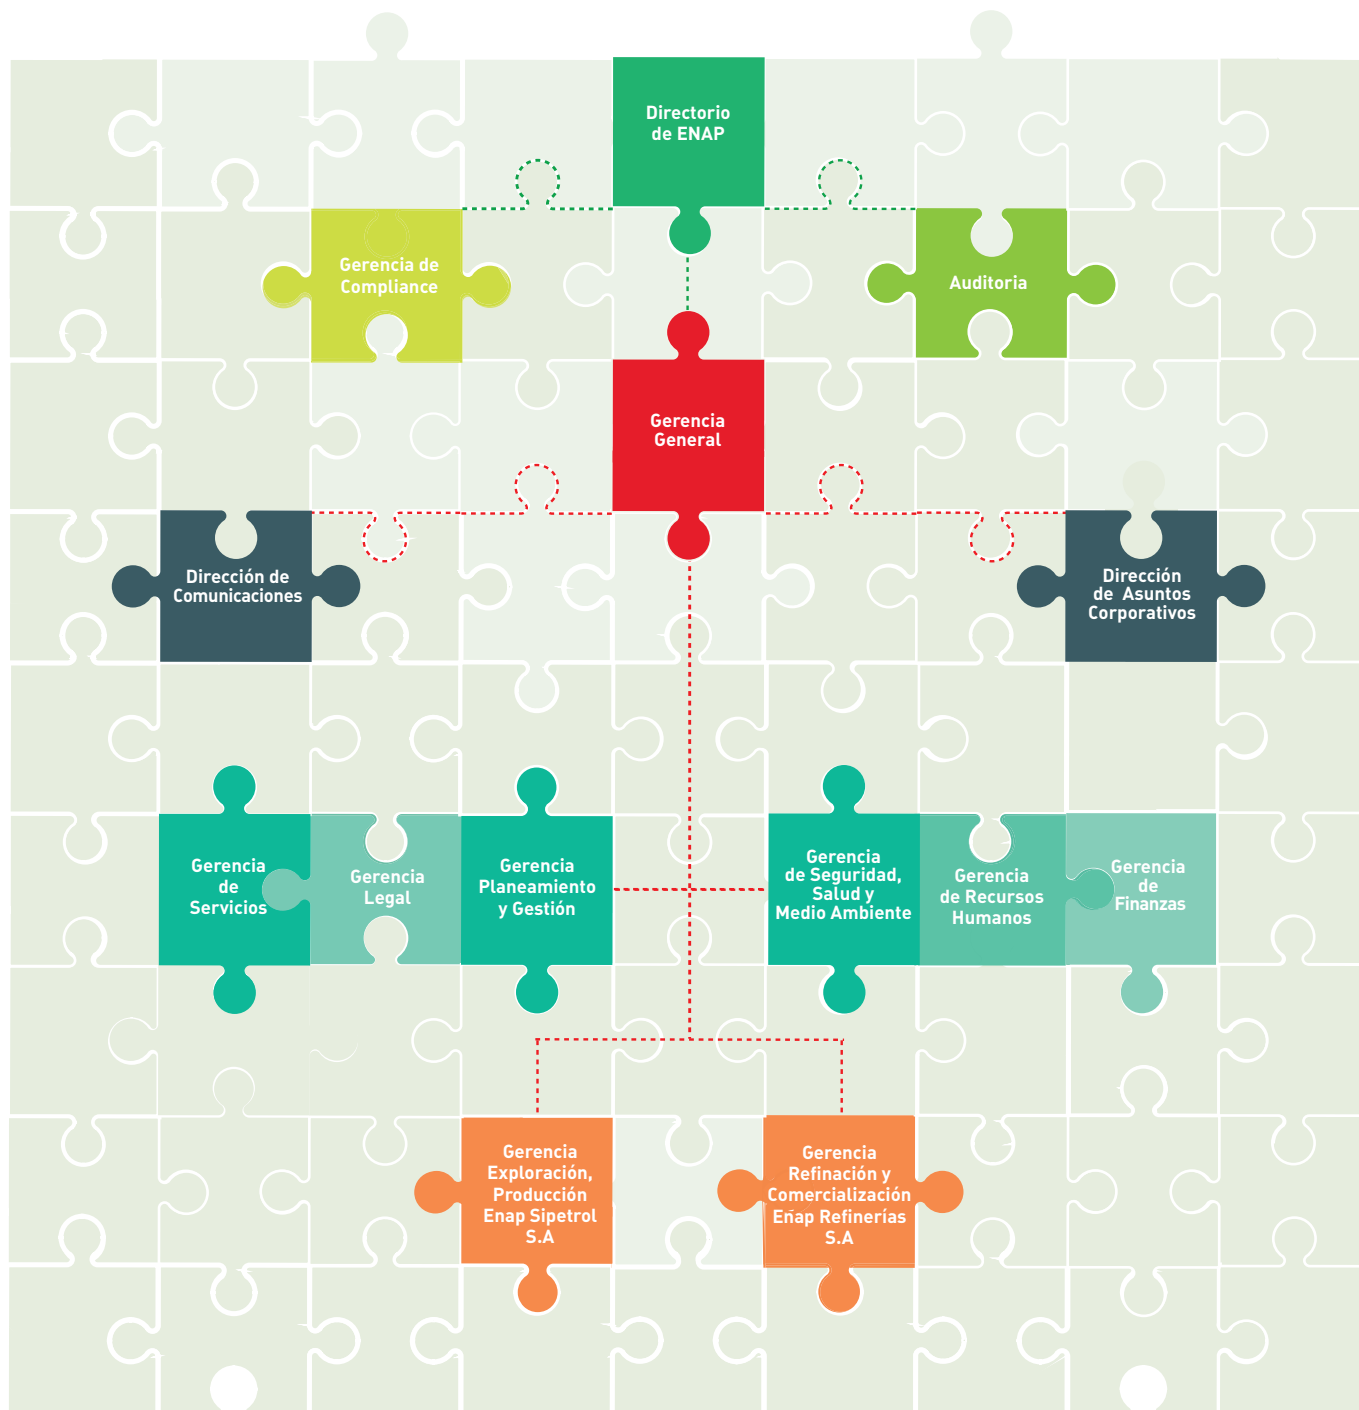 Directorio
de ENAP
Gerencia de
Compliance
Auditoria
Gerencia
General
Dirección de
Comunicaciones
Dirección
de Asuntos
Corporativos
Gerencia
de
Servicios
Gerencia
Legal
Gerencia
Planeamiento
y Gestión
Gerencia
de Seguridad,
Salud y
Medio Ambiente
Gerencia
de Recursos
Humanos
Gerencia
de
Finanzas
Gerencia
Exploración,
Producción
Enap Sipetrol
S.A
Gerencia
Refinación y
Comercialización
Enap Refinerías
S.A